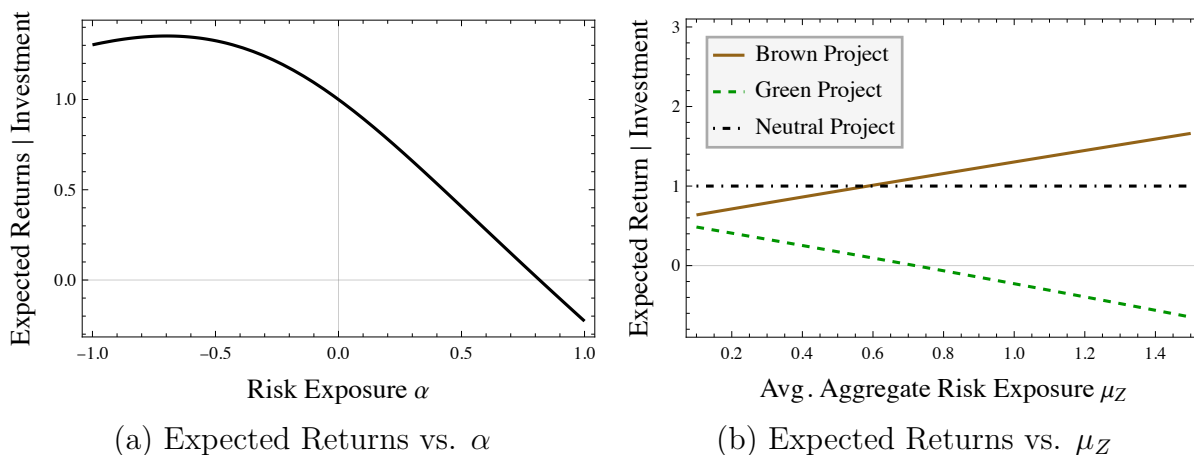 Expected Returns | Investment
1.0
0.5
0.0
−1.0 −0.5 0.0 0.5 1.0
Risk Exposure α
(a) Expected Returns vs. α
Expected Return | Investment
3
2
1
0
Brown Project
Green Project
Neutral Project
0.2 0.4 0.6 0.8 1.0 1.2 1.4
Avg. Aggregate Risk Exposure μ_Z
(b) Expected Returns vs. μ_Z